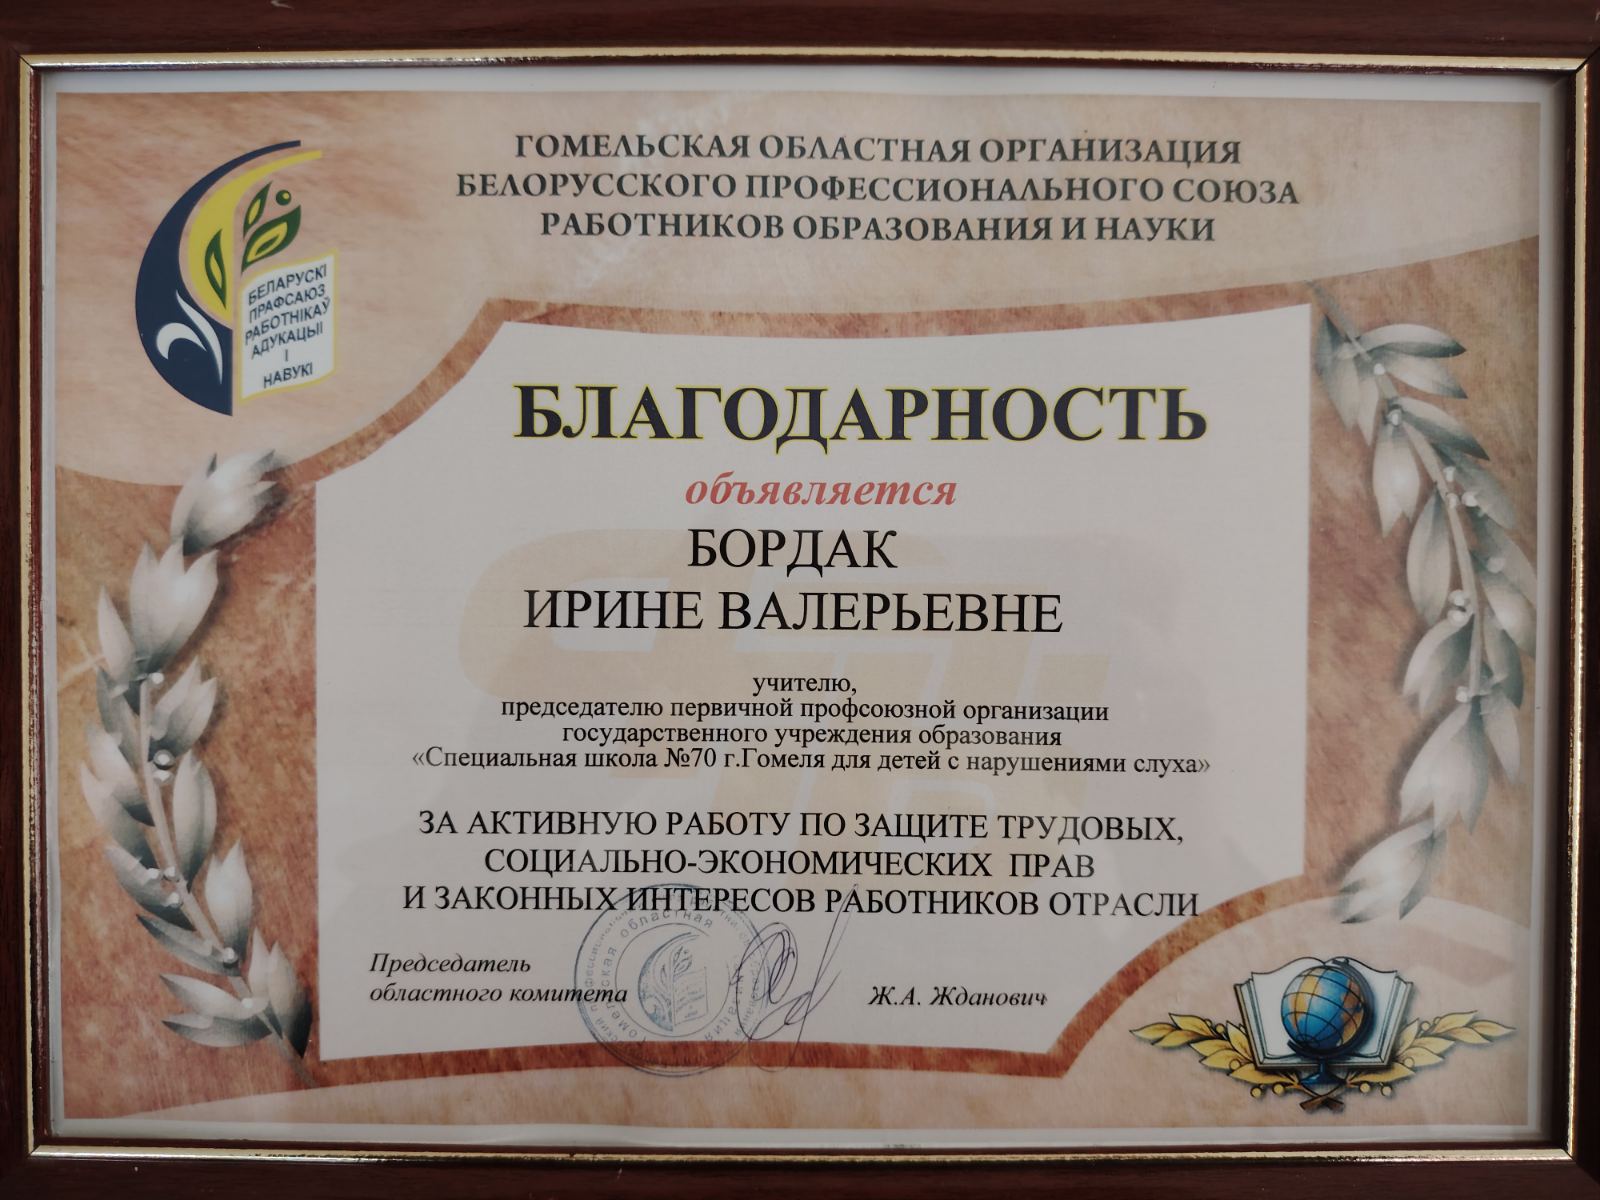 ГОМЕЛЬСКАЯ ОБЛАСТНАЯ ОРГАНИЗАЦИЯ
БЕЛОРУССКОГО ПРОФЕССИОНАЛЬНОГО СОЮЗА
РАБОТНИКОВ ОБРАЗОВАНИЯ И НАУКИ
БЕЛАРУСКІ
ПРАФСАЮЗ
РАБОТНІКАЎ
АДУКАЦЫІ
І
НАВУКІ
БЛАГОДАРНОСТЬ
объявляется
БОРДАК
ИРИНЕ ВАЛЕРЬЕВНЕ
учителю,
председателю первичной профсоюзной организации
государственного учреждения образования
«Специальная школа №70 г.Гомеля для детей с нарушениями слуха»
ЗА АКТИВНУЮ РАБОТУ ПО ЗАЩИТЕ ТРУДОВЫХ,
СОЦИАЛЬНО-ЭКОНОМИЧЕСКИХ ПРАВ
И ЗАКОННЫХ ИНТЕРЕСОВ РАБОТНИКОВ ОТРАСЛИ
Председатель
областного комитета
Ж.А. Жданович
областная